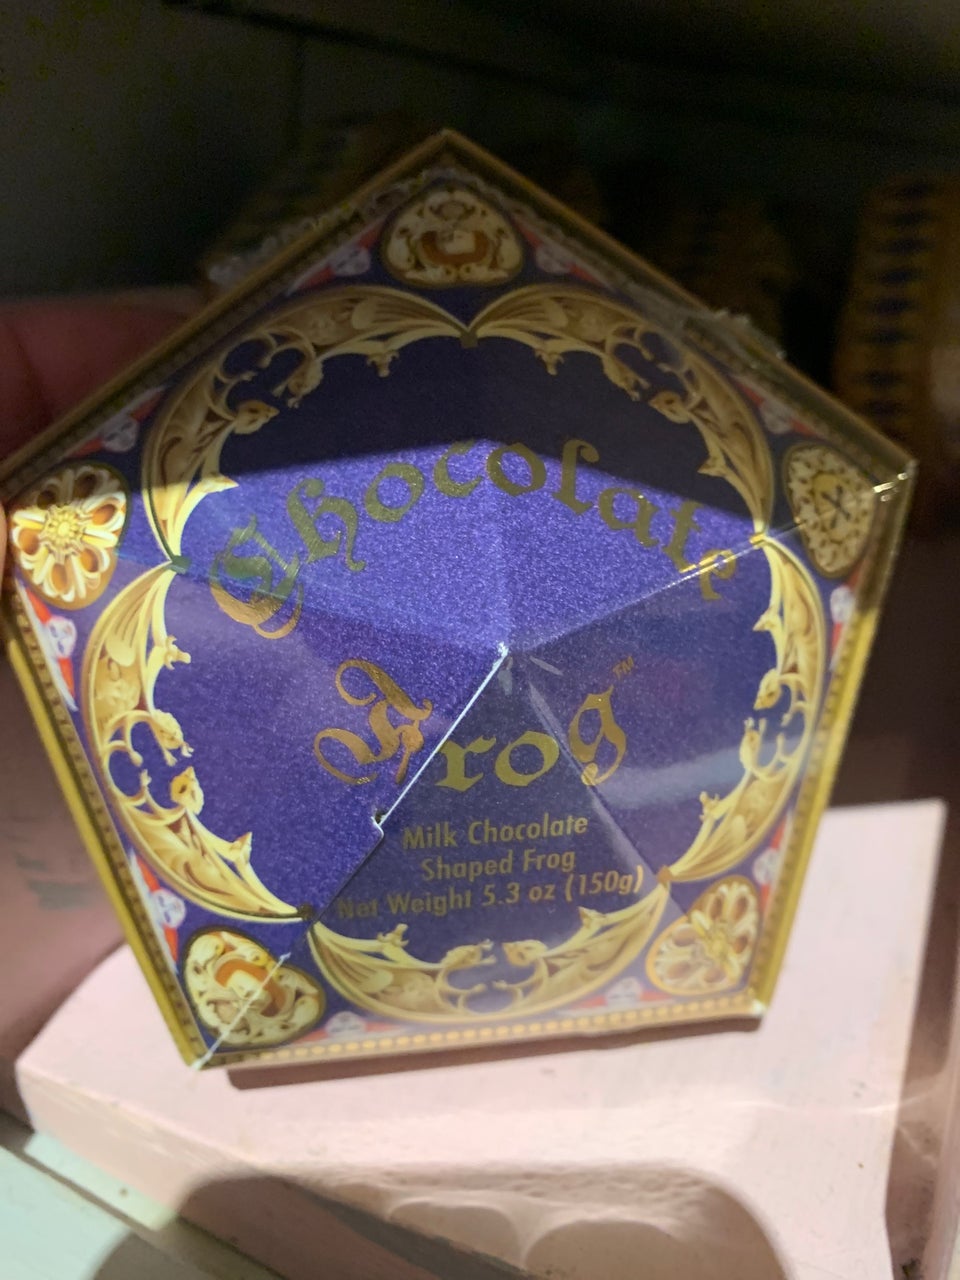 Chocolate
Frog™
Milk Chocolate
Shaped Frog
Net Weight 5.3 oz (150g)